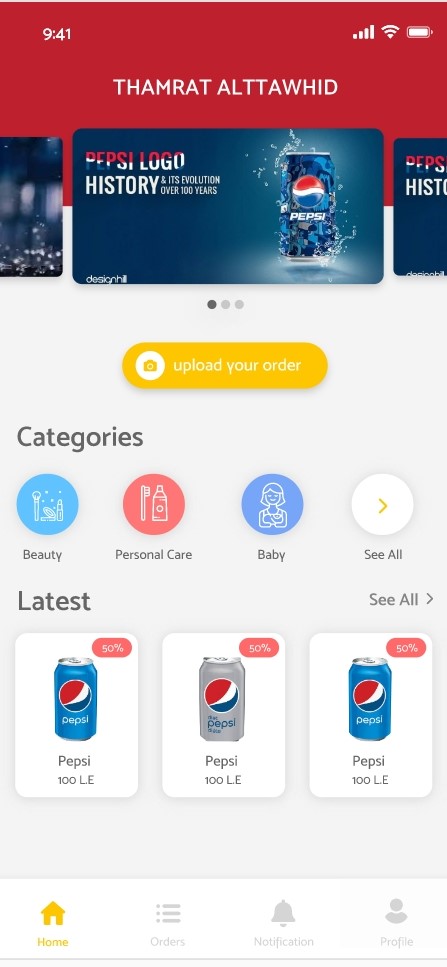 9:41
THAMRAT ALTTAWHID
PEPSI LOGO
HISTORY & ITS EVOLUTION
OVER 100 YEARS
PEPSI
designhill
PEPS
HISTO
designhill
upload your order
Categories
Beauty
Personal Care
Baby
See All
Latest
See All
50%
50%
50%
pepsi
diet
pepsi
pepsi
Pepsi
Pepsi
Pepsi
100 L.E
100 L.E
100 L.E
Home
Orders
Notification
Profile